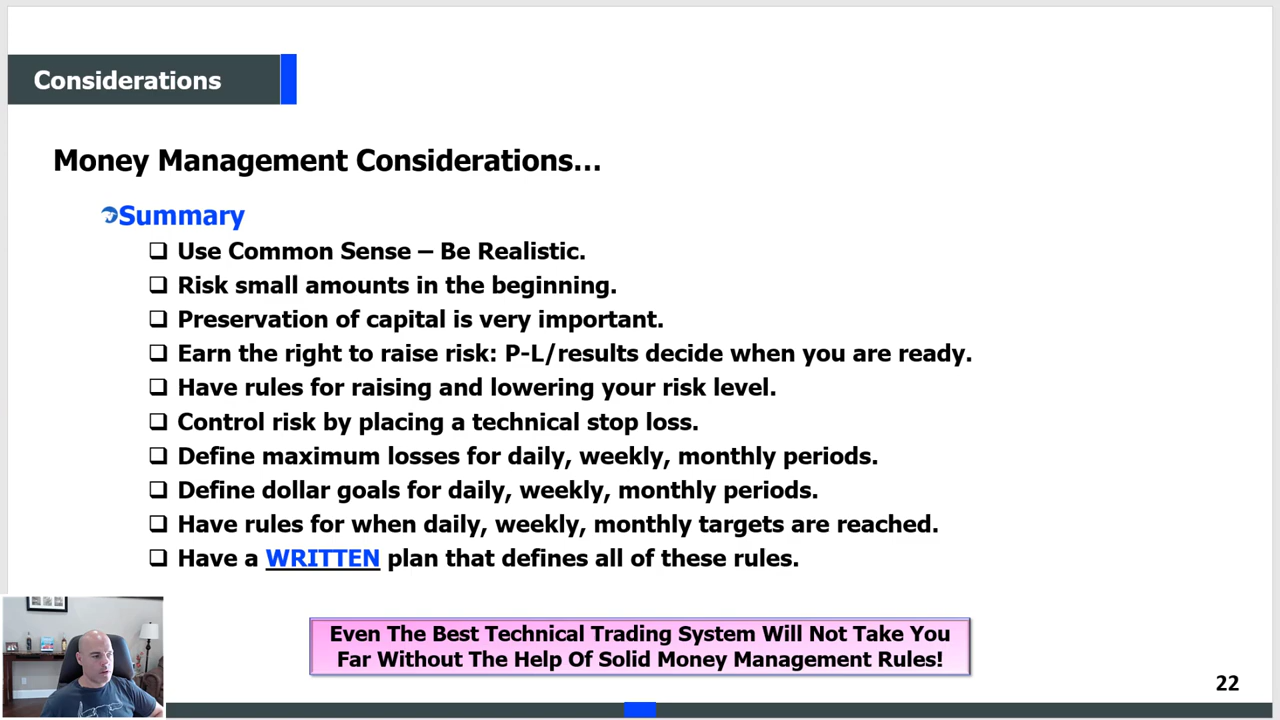 Considerations
Money Management Considerations...
Summary
Use Common Sense – Be Realistic.
Risk small amounts in the beginning.
Preservation of capital is very important.
Earn the right to raise risk: P-L/results decide when you are ready.
Have rules for raising and lowering your risk level.
Control risk by placing a technical stop loss.
Define maximum losses for daily, weekly, monthly periods.
Define dollar goals for daily, weekly, monthly periods.
Have rules for when daily, weekly, monthly targets are reached.
Have a WRITTEN plan that defines all of these rules.
Even The Best Technical Trading System Will Not Take You
Far Without The Help Of Solid Money Management Rules!
22